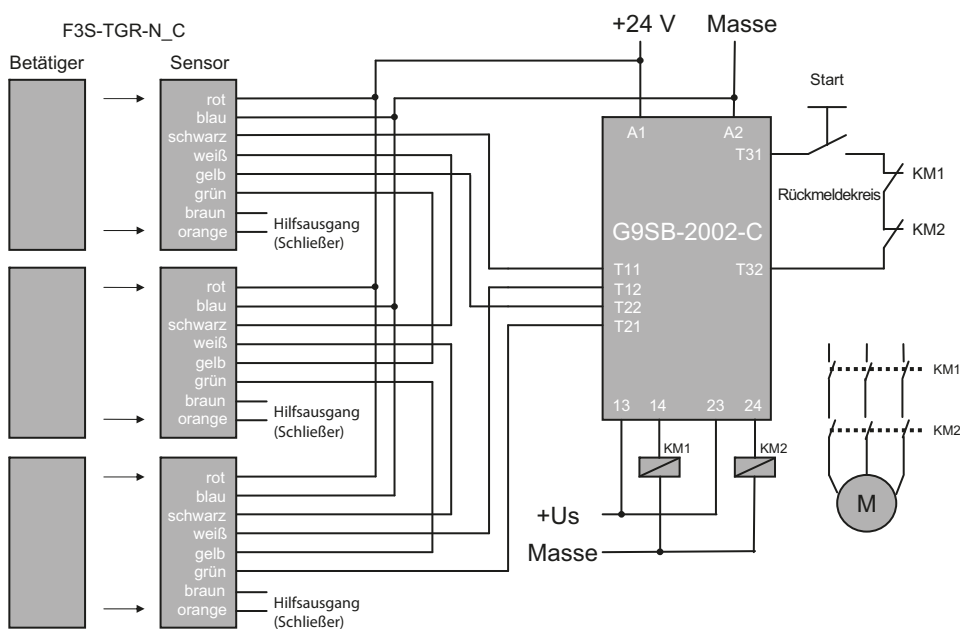 F3S-TGR-N_C
+24 V
Masse
Betätiger
Sensor
Start
rot
blau
schwarz
weiß
gelb
grün
braun
orange
Hilfsausgang
(Schließer)
A1
A2
T31
KM1
Rückmeldekreis
KM2
G9SB-2002-C
T11
T32
T12
T22
T21
rot
blau
schwarz
weiß
gelb
grün
braun
orange
Hilfsausgang
(Schließer)
13
14
23
24
KM1
KM2
KM1
KM2
M
+Us
Masse
rot
blau
schwarz
weiß
gelb
grün
braun
orange
Hilfsausgang
(Schließer)